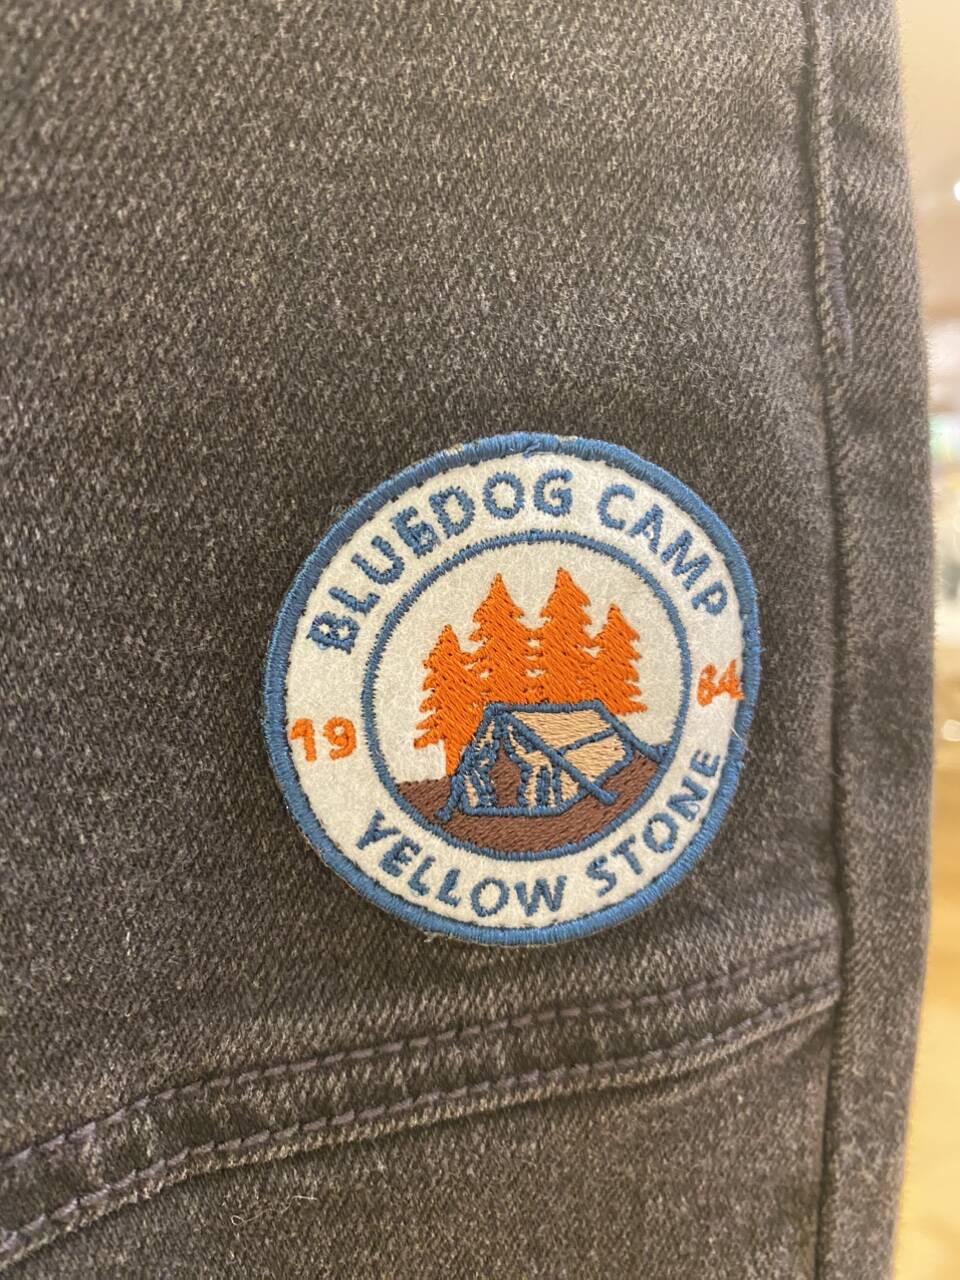 BLUEDOG CAMP
19 84
YELLOW STONE